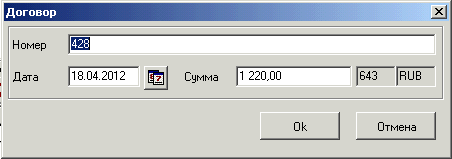 Договор
Номер 428
Дата 18.04.2012 Сумма 1 220,00 643 RUB
Ok Отмена